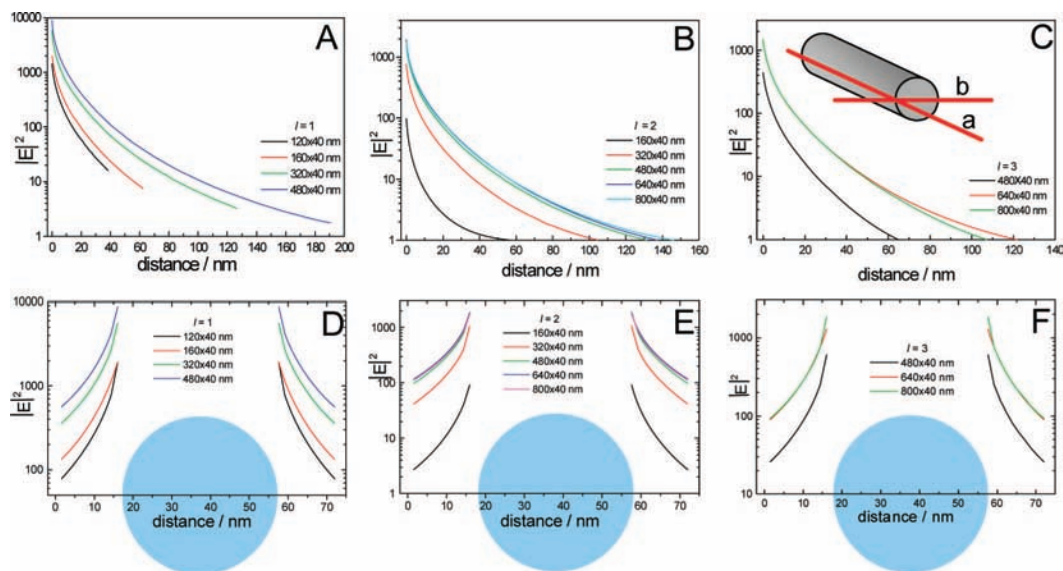 A
|E|²
10000
1000
100
10
1
l = 1
120x40 nm
160x40 nm
320x40 nm
480x40 nm
0 20 40 60 80 100 120 140 160 180 200
distance / nm
B
|E|²
1000
100
10
1
l = 2
160x40 nm
320x40 nm
480x40 nm
640x40 nm
800x40 nm
0 20 40 60 80 100 120 140 160
distance / nm
C
|E|²
1000
100
10
1
b
a
l = 3
480X40 nm
640x40 nm
800x40 nm
0 20 40 60 80 100 120 140
distance / nm
D
|E|²
10000
1000
100
l = 1
120x40 nm
160x40 nm
320x40 nm
480x40 nm
0 10 20 30 40 50 60 70
distance / nm
E
|E|²
1000
100
10
1
l = 2
160x40 nm
320x40 nm
480x40 nm
640x40 nm
800x40 nm
0 10 20 30 40 50 60 70
distance / nm
F
|E|²
1000
100
10
l = 3
480x40 nm
640x40 nm
800x40 nm
0 10 20 30 40 50 60 70
distance / nm